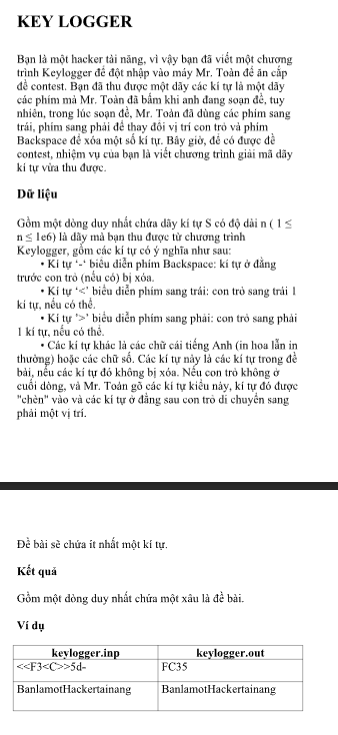 KEY LOGGER
Bạn là một hacker tài năng, vì vậy bạn đã viết một chương
trình Keylogger để đột nhập vào máy Mr. Toàn để ăn cắp
đề contest. Bạn đã thu được một dãy các kí tự là một dãy
các phím mà Mr. Toàn đã bấm khi anh đang soạn đề, tuy
nhiên, trong lúc soạn đề, Mr. Toàn đã dùng các phím sang
trái, phím sang phải để thay đổi vị trí con trỏ và phím
Backspace để xóa một số kí tự. Bây giờ, để có được đề
contest, nhiệm vụ của bạn là viết chương trình giải mã dãy
kí tự vừa thu được.
Dữ liệu
Gồm một dòng duy nhất chứa dãy kí tự S có độ dài n ( 1 ≤
n ≤ 1e6) là dãy mà bạn thu được từ chương trình
Keylogger, gồm các kí tự có ý nghĩa như sau:
• Kí tự ‘-‘ biểu diễn phím Backspace: kí tự ở đằng
trước con trỏ (nếu có) bị xóa.
• Kí tự ‘<’ biểu diễn phím sang trái: con trỏ sang trái 1
kí tự, nếu có thể.
• Kí tự '>' biểu diễn phím sang phải: con trỏ sang phải
1 kí tự, nếu có thể.
• Các kí tự khác là các chữ cái tiếng Anh (in hoa lẫn in
thường) hoặc các chữ số. Các kí tự này là các kí tự trong đề
bài, nếu các kí tự đó không bị xóa. Nếu con trỏ không ở
cuối dòng, và Mr. Toàn gõ các kí tự kiểu này, kí tự đó được
"chèn" vào và các kí tự ở đằng sau con trỏ di chuyển sang
phải một vị trí.
Đề bài sẽ chứa ít nhất một kí tự.
Kết quả
Gồm một dòng duy nhất chứa một xâu là đề bài.
Ví dụ
keylogger.inp keylogger.out
<<F3<C>>5d- FC35
BanlamotHackertainang BanlamotHackertainang